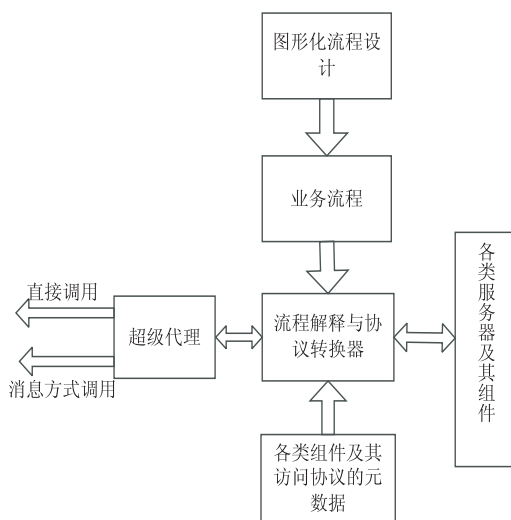 图形化流程设
计
业务流程
直接调用
超级代理
消息方式调用
流程解释与协
议转换器
各类服务器及其组件
各类组件及其
访问协议的元
数据